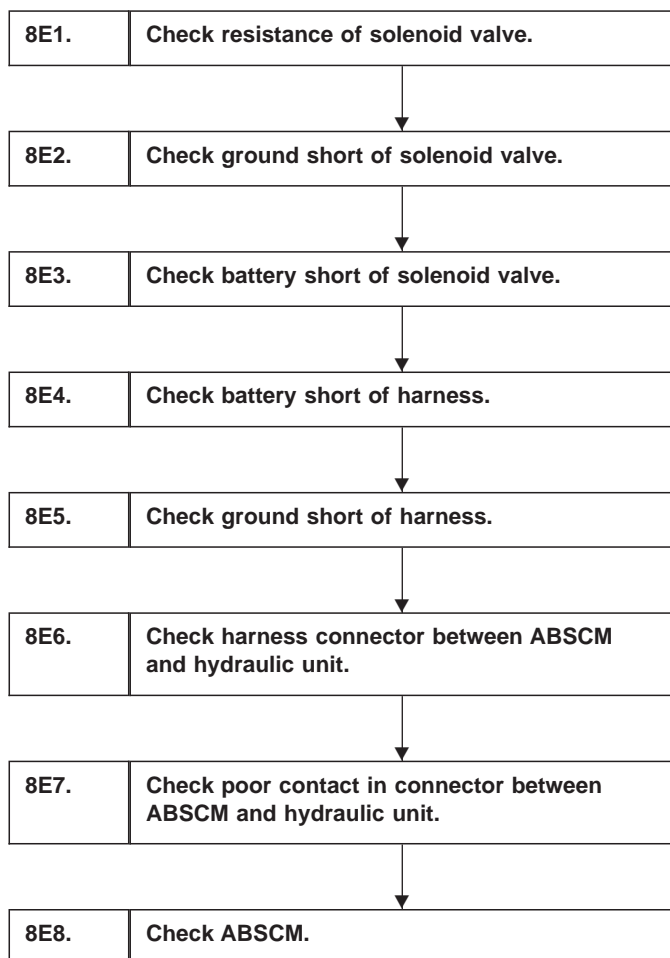 8E1. Check resistance of solenoid valve.
8E2. Check ground short of solenoid valve.
8E3. Check battery short of solenoid valve.
8E4. Check battery short of harness.
8E5. Check ground short of harness.
8E6. Check harness connector between ABSCM
and hydraulic unit.
8E7. Check poor contact in connector between
ABSCM and hydraulic unit.
8E8. Check ABSCM.